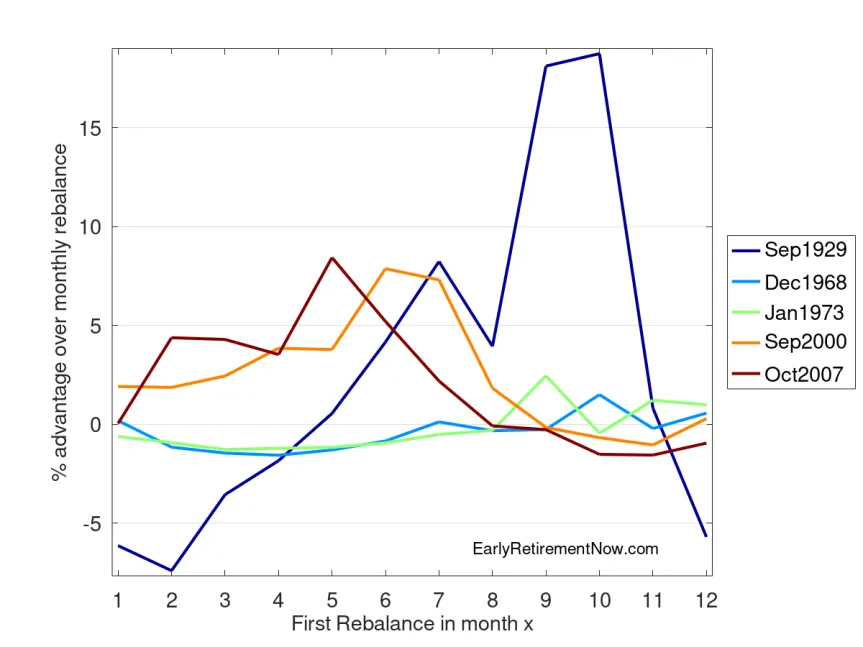 15
10
5
0
-5
% advantage over monthly rebalance
1 2 3 4 5 6 7 8 9 10 11 12
First Rebalance in month x
EarlyRetirementNow.com
Sep1929
Dec1968
Jan1973
Sep2000
Oct2007